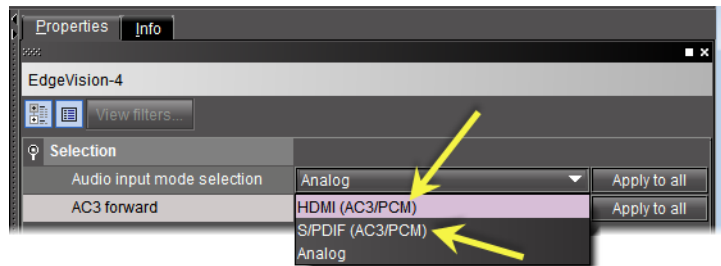 Properties Info
EdgeVision-4
View filters...
Selection
Audio input mode selection Analog Apply to all
AC3 forward HDMI (AC3/PCM) Apply to all
S/PDIF (AC3/PCM)
Analog